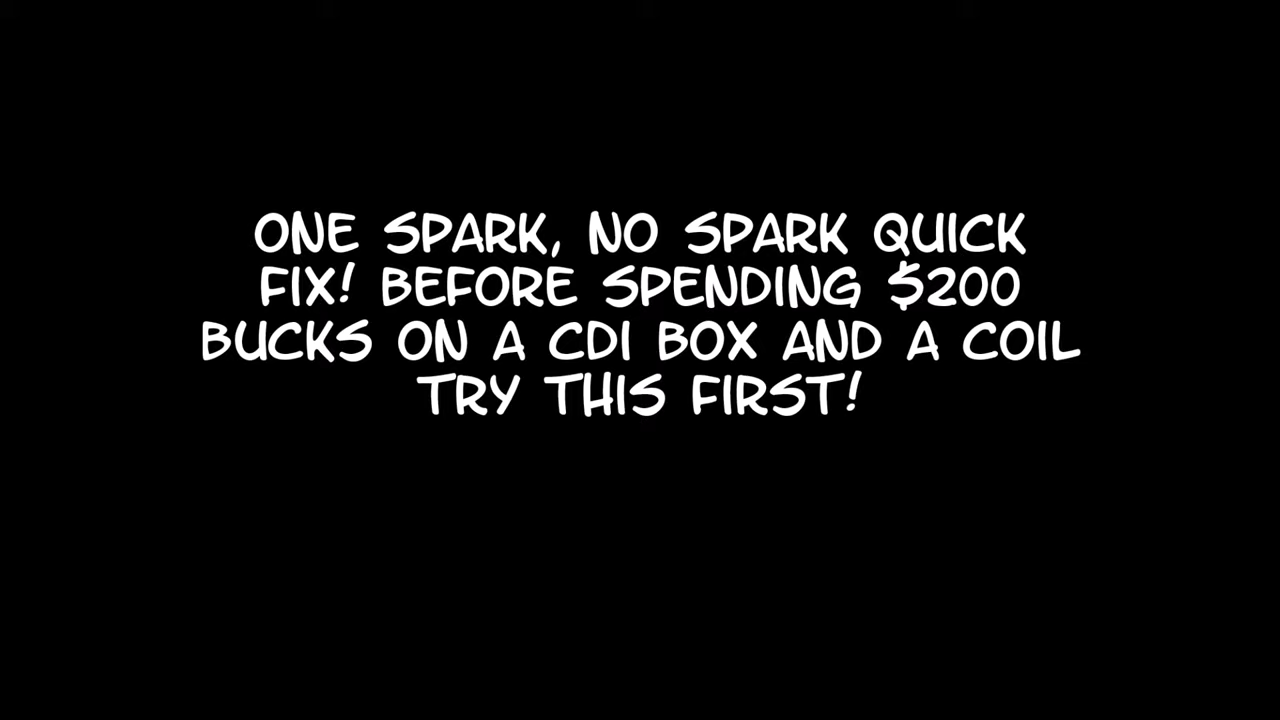 ONE SPARK, NO SPARK QUICK
FIX! BEFORE SPENDING $200
BUCKS ON A CDI BOX AND A COIL
TRY THIS FIRST!